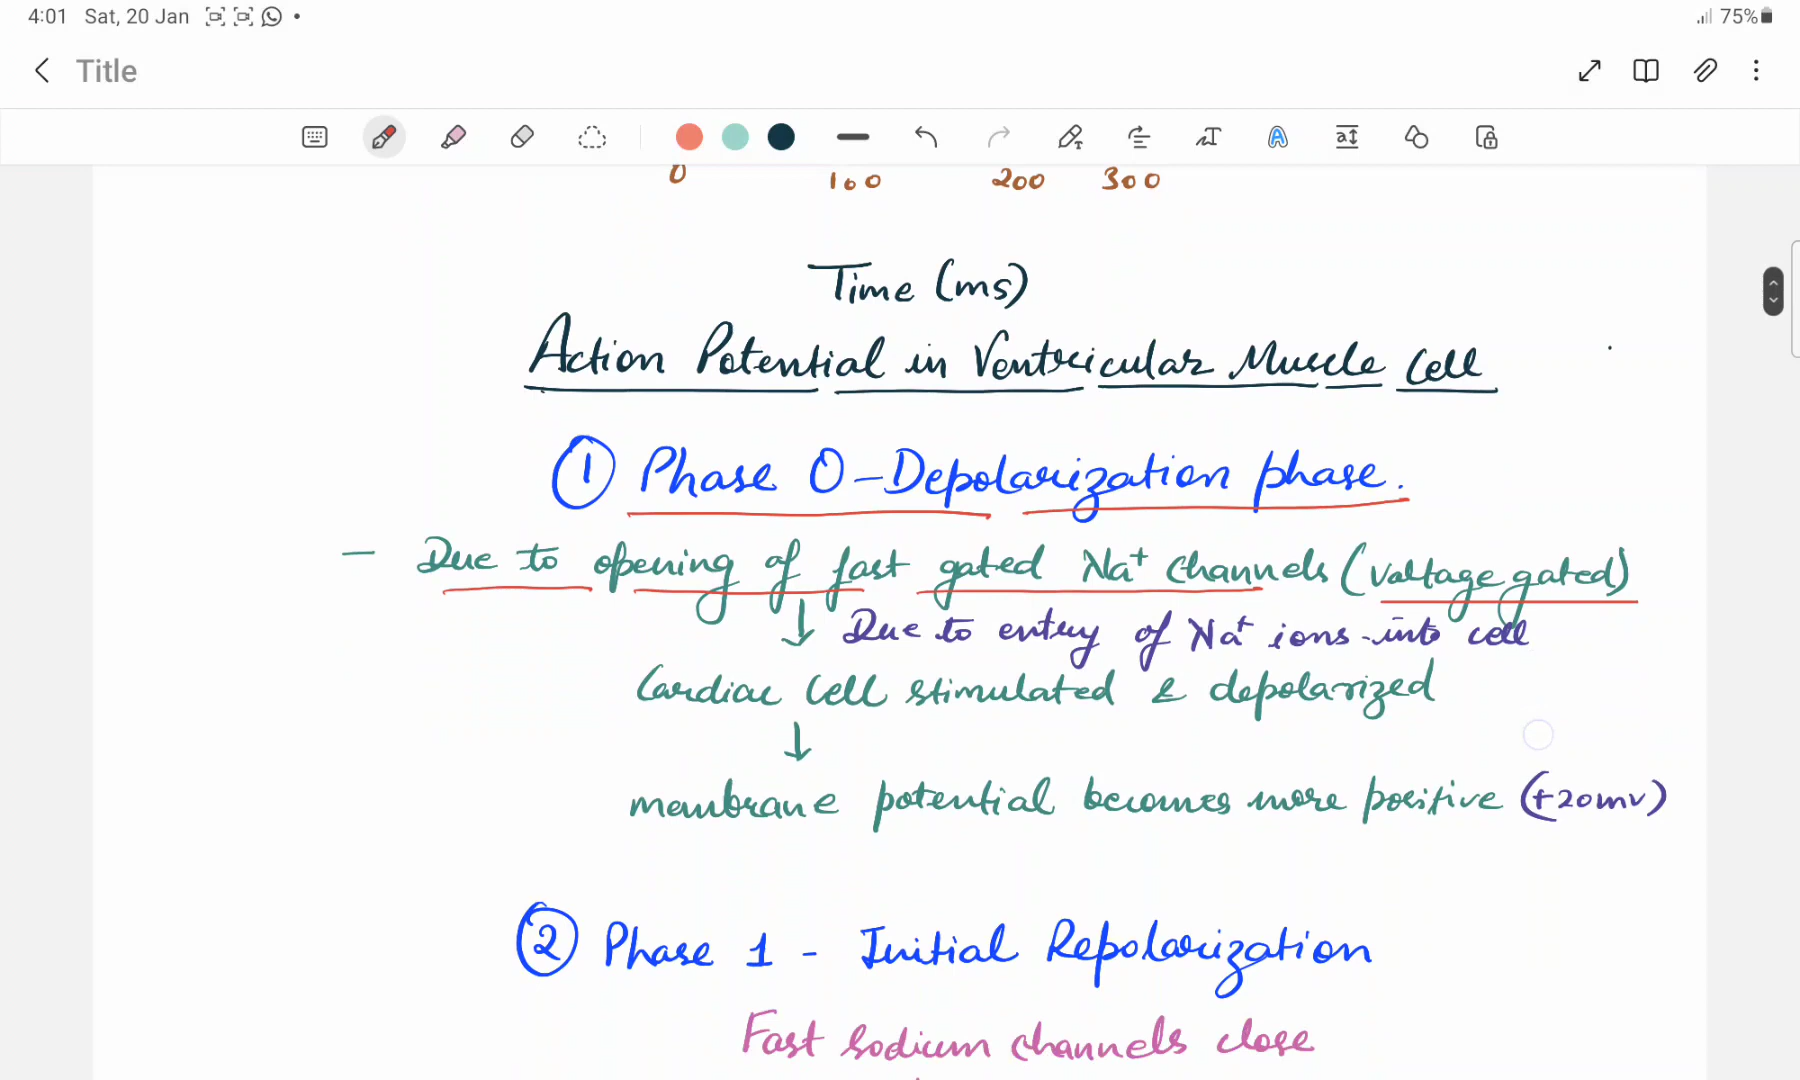 4:01 Sat, 20 Jan 75%
Title
0 100 200 300
Time (ms)
Action Potential in Ventricular Muscle Cell
① Phase 0 - Depolarization phase.
- Due to opening of fast gated Na+ channels (voltage gated)
↓ Due to entry of Na+ ions into cell
Cardiac cell stimulated & depolarized
↓
membrane potential becomes more positive (+20mv)
② Phase 1 - Initial Repolarization
Fast sodium channels close